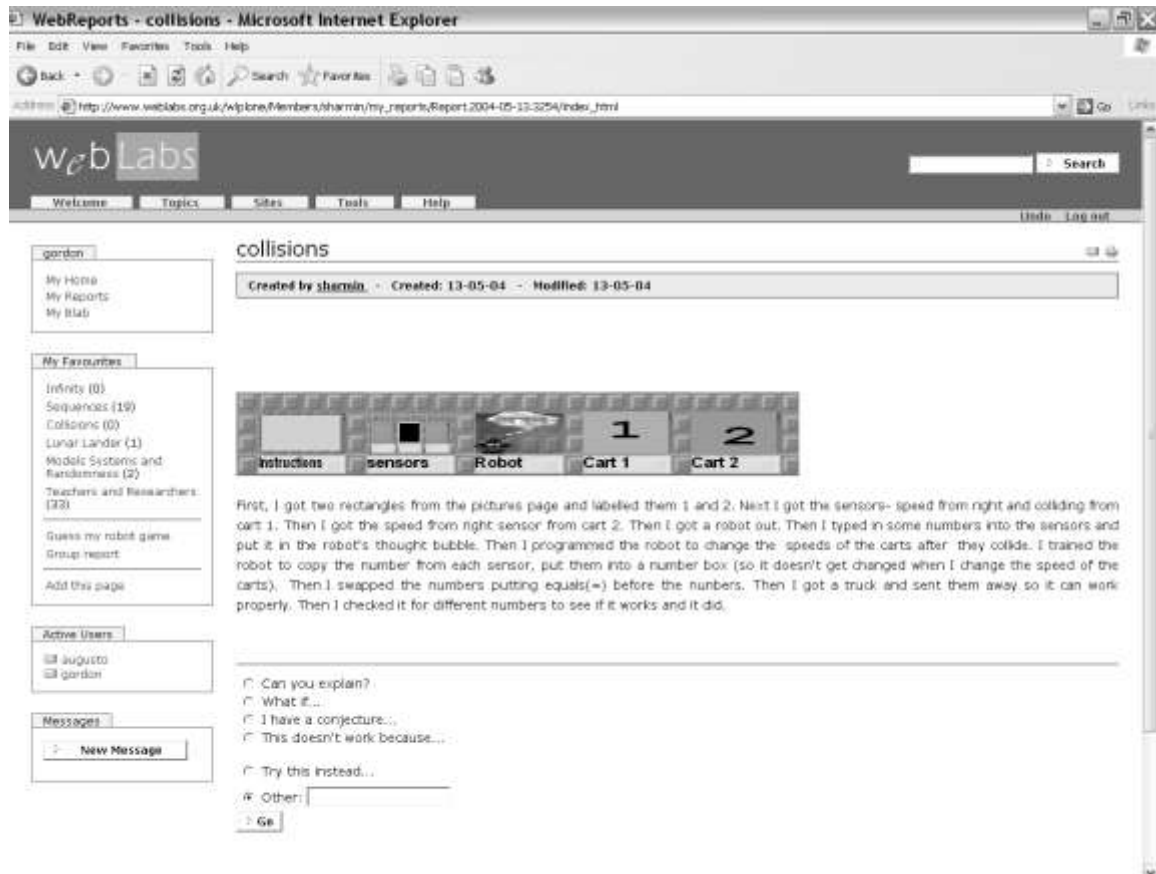 WebReports - collisions - Microsoft Internet Explorer
File Edit View Favorites Tools Help
Back Search Favorites
Address http://www.weblabs.org.uk/wlplone/Members/sharmin/my_reports/Report.2004-05-13.3254/index_html Go Links
web Labs
Search
Welcome Topics Sites Tools Help
Undo Log out
gordon
My Home
My Reports
My Blab
My Favourites
Infinity (0)
Sequences (19)
Collisions (0)
Lunar Lander (1)
Models Systems and
Randomness (2)
Teachers and Researchers
(33)
Guess my robot game
Group report
Add this page
Active Users
augusto
gordon
Messages
New Message
collisions
Created by sharmin - Created: 13-05-04 - Modified: 13-05-04
1 2
Instructions sensors Robot Cart 1 Cart 2
First, I got two rectangles from the pictures page and labelled them 1 and 2. Next I got the sensors- speed from right and colliding from
cart 1. Then I got the speed from right sensor from cart 2. Then I got a robot out. Then I typed in some numbers into the sensors and
put it in the robot's thought bubble. Then I programmed the robot to change the speeds of the carts after they collide. I trained the
robot to copy the number from each sensor, put them into a number box (so it doesn't get changed when I change the speed of the
carts). Then I swapped the numbers putting equals(=) before the nunbers. Then I got a truck and sent them away so it can work
properly. Then I checked it for different numbers to see if it works and it did.
Can you explain?
What if...
I have a conjecture...
This doesn't work because...
Try this instead...
Other:
Go